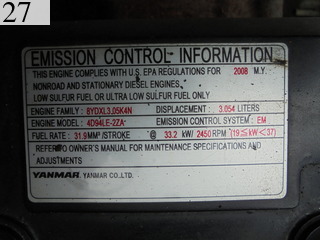 27
EMISSION CONTROL INFORMATION
THIS ENGINE COMPLIES WITH U.S. EPA REGULATIONS FOR 2008 M.Y.
NONROAD AND STATIONARY DIESEL ENGINES.
LOW SULFUR FUEL OR ULTRA LOW SULFUR FUEL ONLY
ENGINE FAMILY : 8YDXL3.05K4N DISPLACEMENT : 3.054 LITERS
ENGINE MODEL : 4D94LE-2ZA EMISSION CONTROL SYSTEM : EM
FUEL RATE : 31.9 MM³/STROKE @ 33.2 kW/ 2450 RPM (19≦kW<37)
REFER TO OWNER'S MANUAL FOR MAINTENANCE SPECIFICATIONS AND
ADJUSTMENTS
YANMAR YANMAR CO.,LTD.